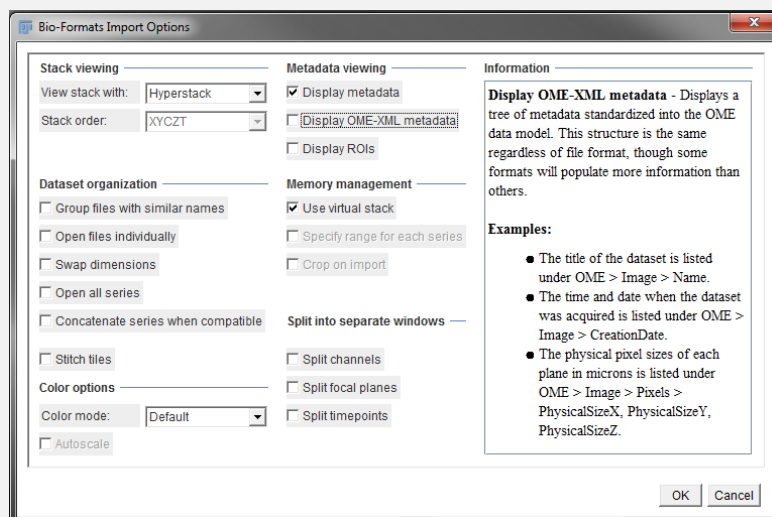 Bio-Formats Import Options
Stack viewing
View stack with: Hyperstack
Stack order: XYCZT
Metadata viewing
Display metadata
Display OME-XML metadata
Display ROIs
Information
Display OME-XML metadata - Displays a
tree of metadata standardized into the OME
data model. This structure is the same
regardless of file format, though some
formats will populate more information than
others.
Examples:
The title of the dataset is listed
under OME > Image > Name.
The time and date when the dataset
was acquired is listed under OME >
Image > CreationDate.
The physical pixel sizes of each
plane in microns is listed under
OME > Image > Pixels >
PhysicalSizeX, PhysicalSizeY,
PhysicalSizeZ.
Dataset organization
Group files with similar names
Open files individually
Swap dimensions
Open all series
Concatenate series when compatible
Stitch tiles
Memory management
Use virtual stack
Specify range for each series
Crop on import
Color options
Color mode: Default
Autoscale
Split into separate windows
Split channels
Split focal planes
Split timepoints
OK Cancel